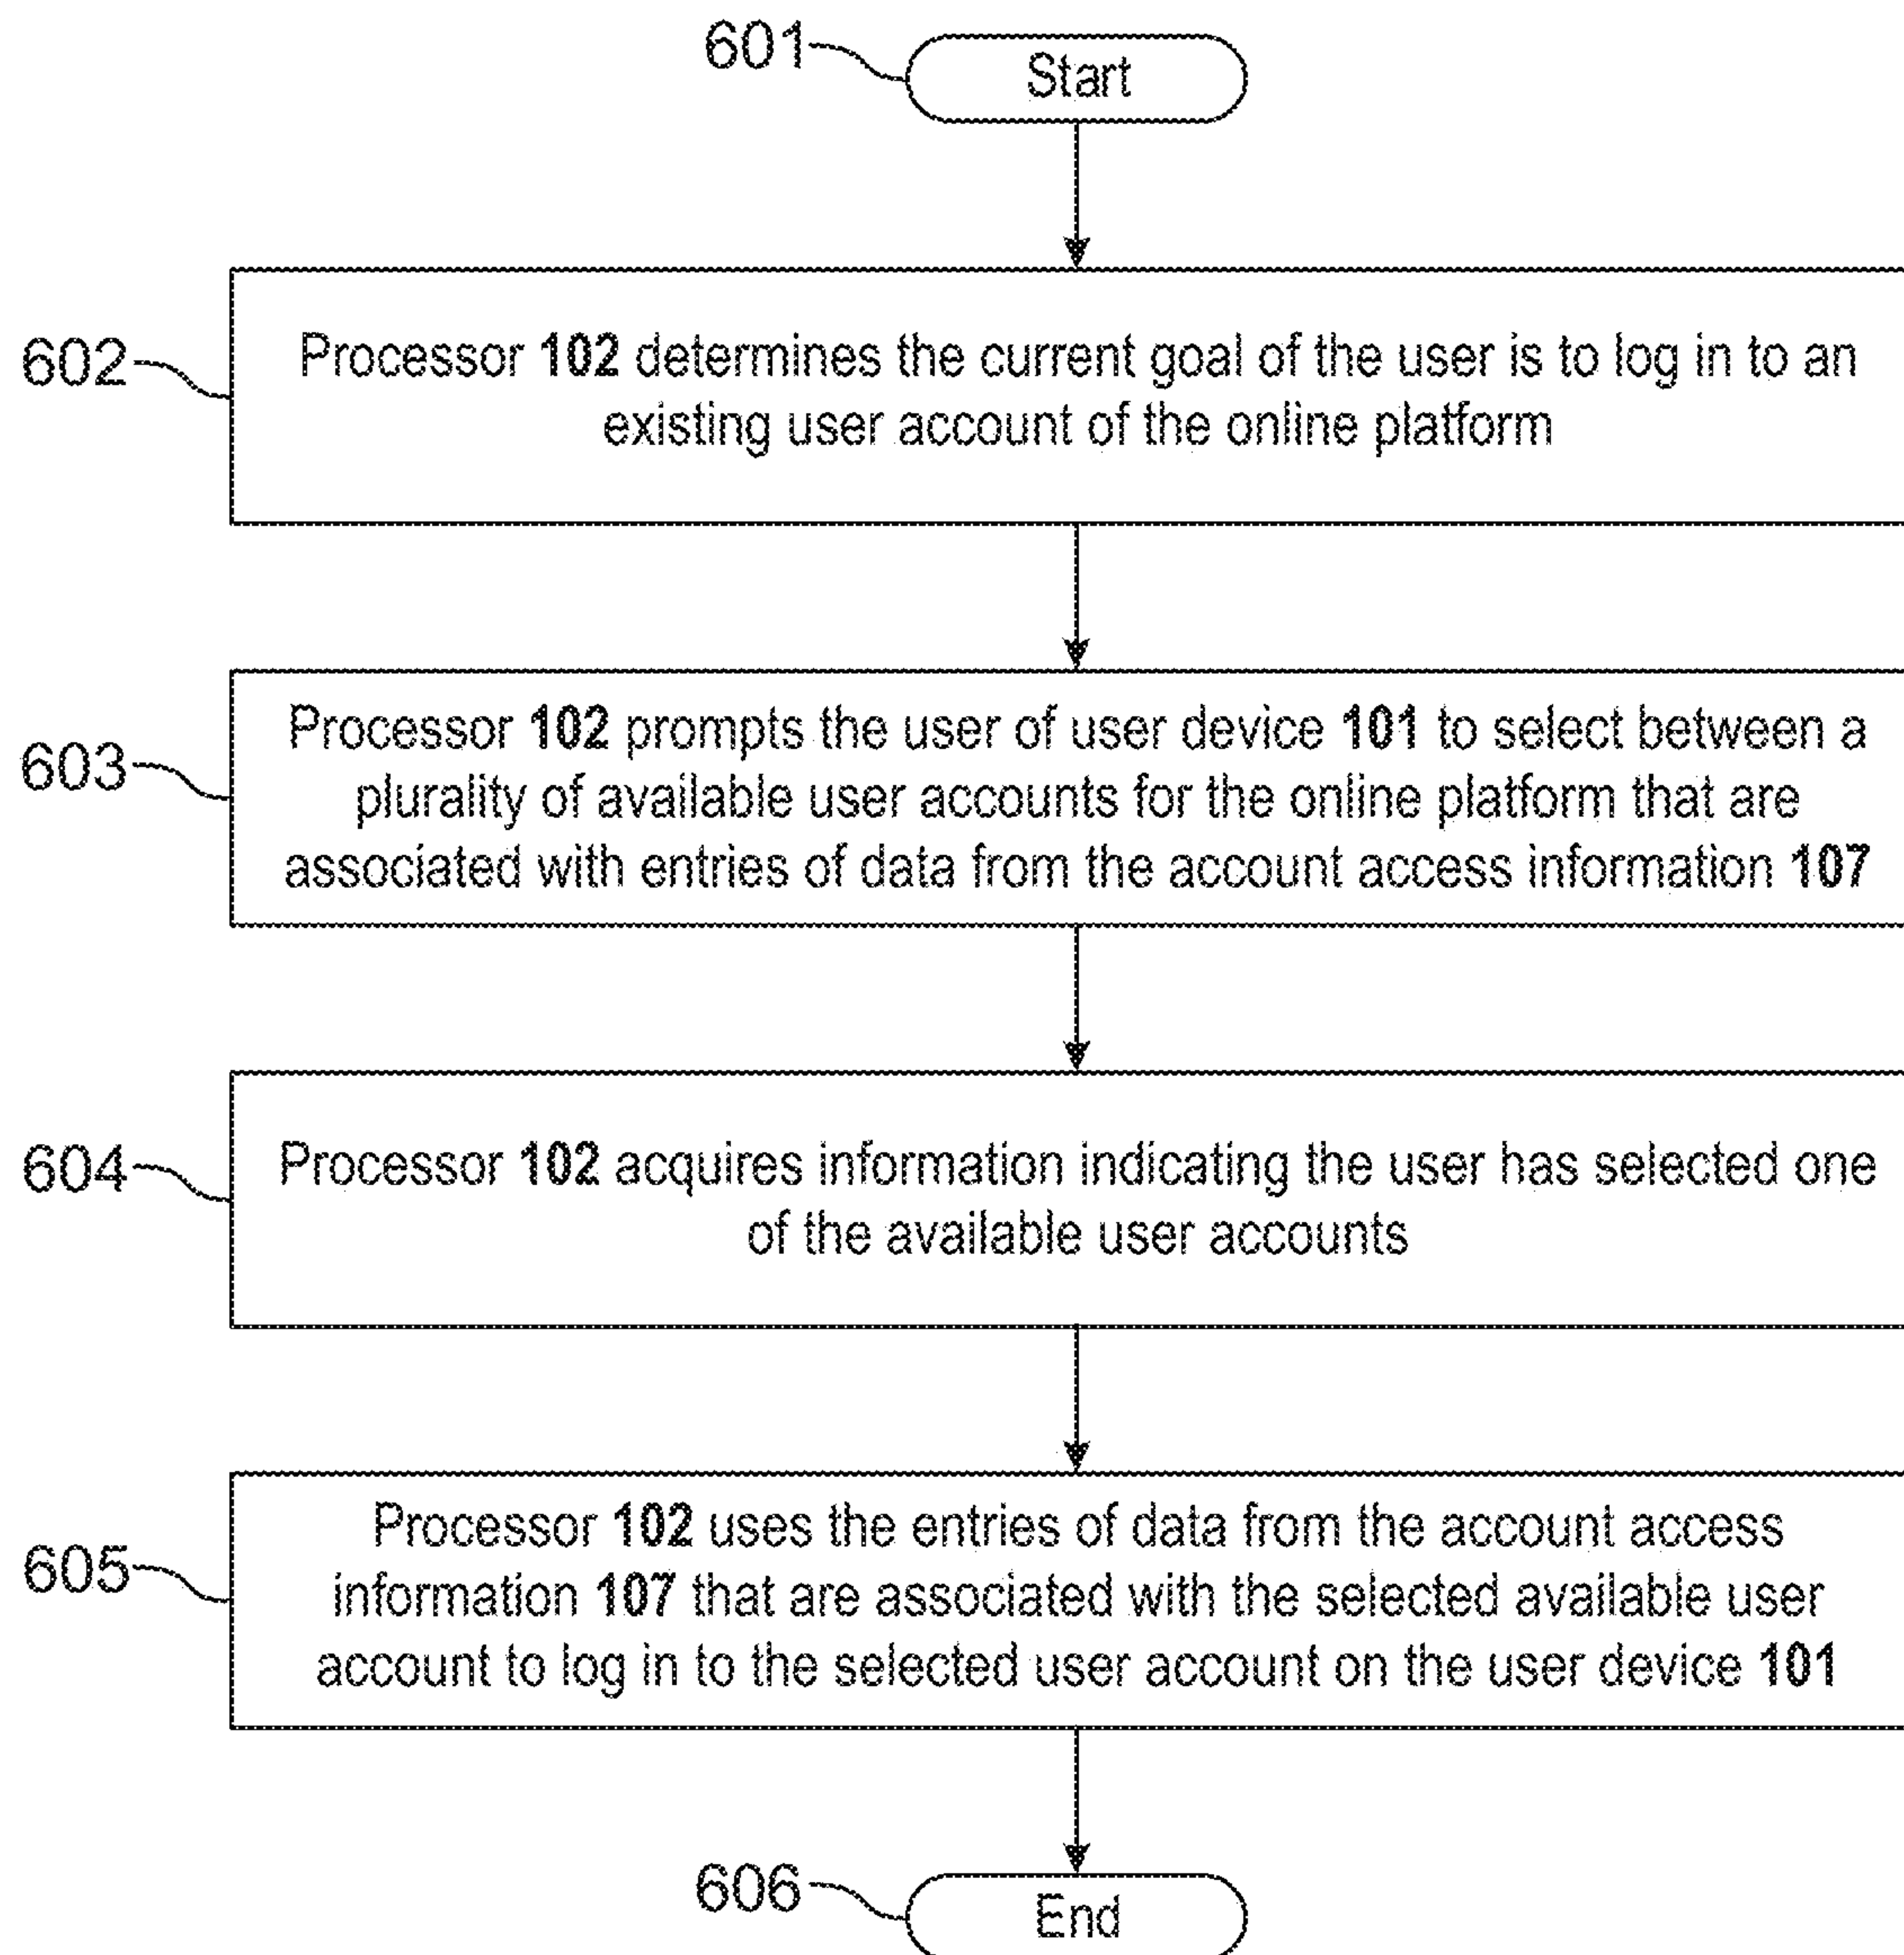 601
Start
602
Processor 102 determines the current goal of the user is to log in to an
existing user account of the online platform
603
Processor 102 prompts the user of user device 101 to select between a
plurality of available user accounts for the online platform that are
associated with entries of data from the account access information 107
604
Processor 102 acquires information indicating the user has selected one
of the available user accounts
605
Processor 102 uses the entries of data from the account access
information 107 that are associated with the selected available user
account to log in to the selected user account on the user device 101
606
End